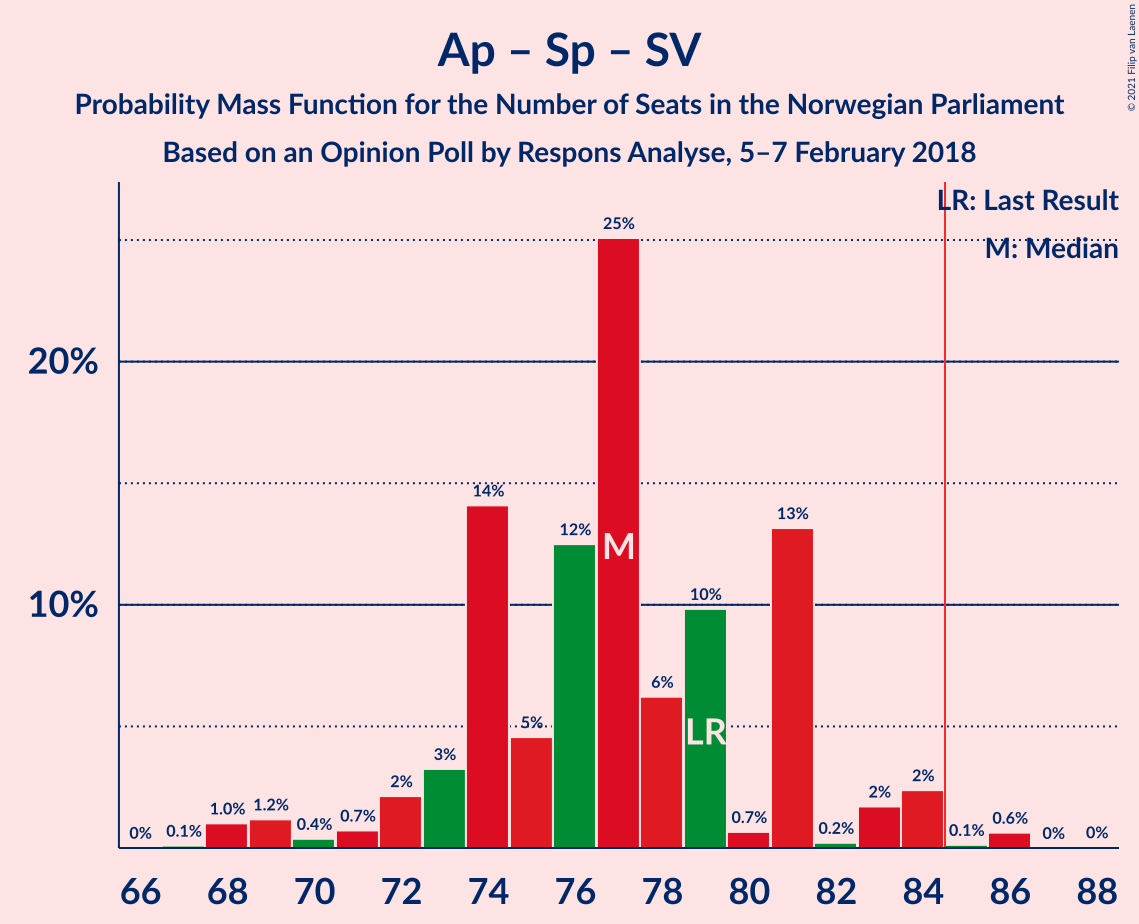 Ap – Sp – SV
Probability Mass Function for the Number of Seats in the Norwegian Parliament
Based on an Opinion Poll by Respons Analyse, 5–7 February 2018
© 2021 Filip van Laenen
LR: Last Result
M: Median
20%
10%
0%
0.1%
1.0%
1.2%
0.4%
0.7%
2%
3%
14%
5%
12%
25%
6%
10%
0.7%
13%
0.2%
2%
2%
0.1%
0.6%
0%
0%
M
LR
66 68 70 72 74 76 78 80 82 84 86 88